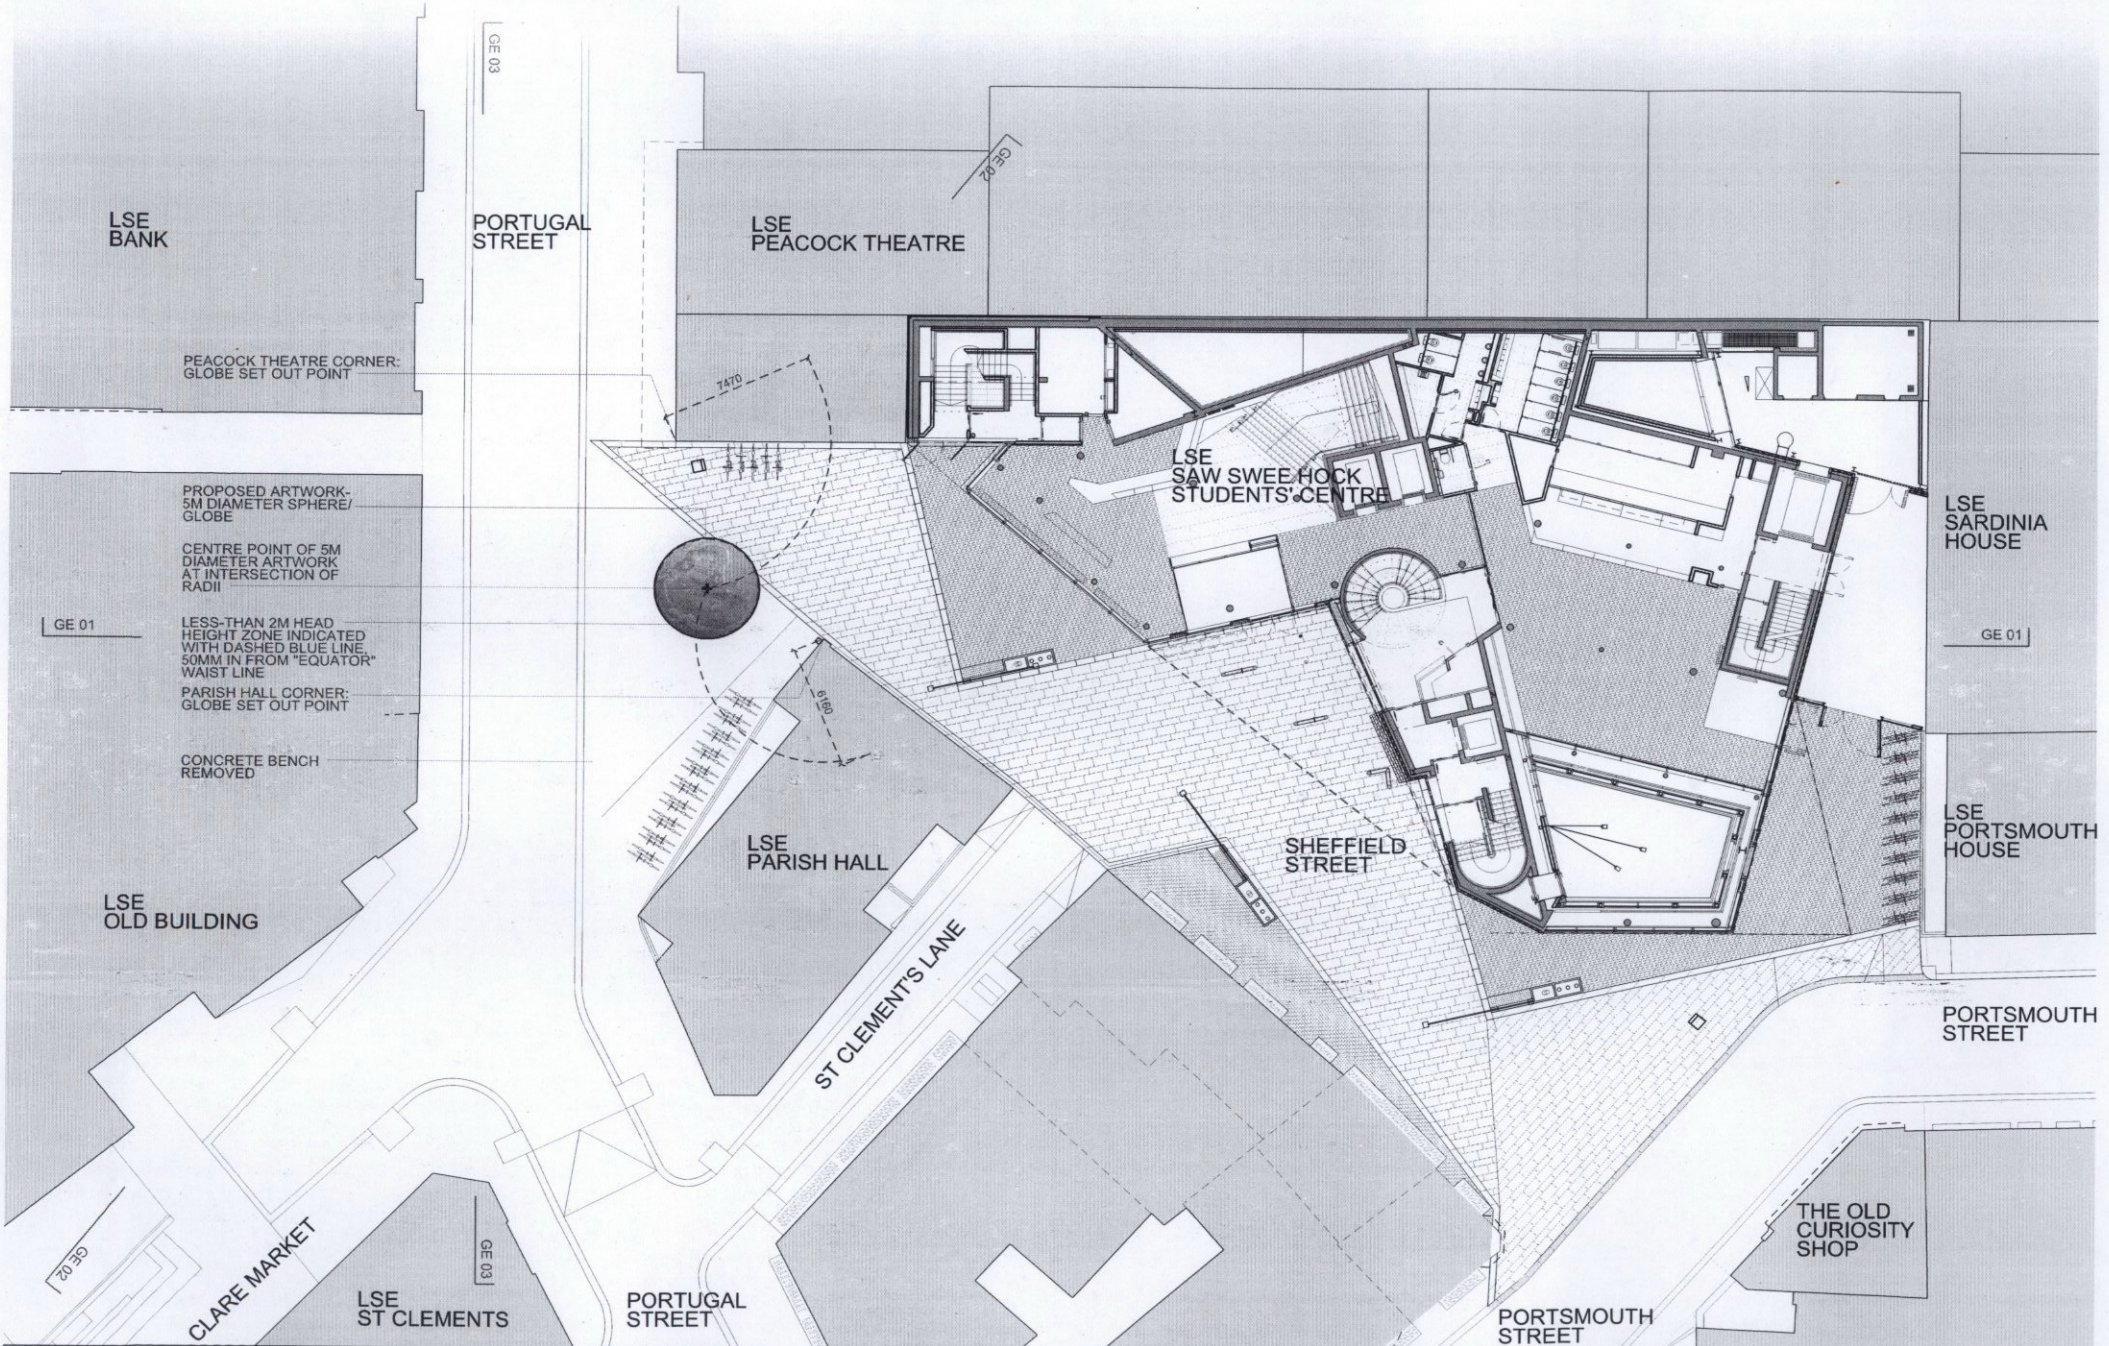 GE 03
GE 02
LSE
BANK
PORTUGAL
STREET
LSE
PEACOCK THEATRE
PEACOCK THEATRE CORNER:
GLOBE SET OUT POINT
7470
LSE
SAW SWEE HOCK
STUDENTS' CENTRE
PROPOSED ARTWORK-
5M DIAMETER SPHERE/
GLOBE
LSE
SARDINIA
HOUSE
CENTRE POINT OF 5M
DIAMETER ARTWORK
AT INTERSECTION OF
RADII
GE 01
LESS-THAN 2M HEAD
HEIGHT ZONE INDICATED
WITH DASHED BLUE LINE,
50MM IN FROM "EQUATOR"
WAIST LINE
GE 01
PARISH HALL CORNER:
GLOBE SET OUT POINT
6160
CONCRETE BENCH
REMOVED
LSE
PARISH HALL
SHEFFIELD
STREET
LSE
PORTSMOUTH
HOUSE
LSE
OLD BUILDING
ST CLEMENT'S LANE
PORTSMOUTH
STREET
THE OLD
CURIOSITY
SHOP
GE 02
CLARE MARKET
GE 03
LSE
ST CLEMENTS
PORTUGAL
STREET
PORTSMOUTH
STREET